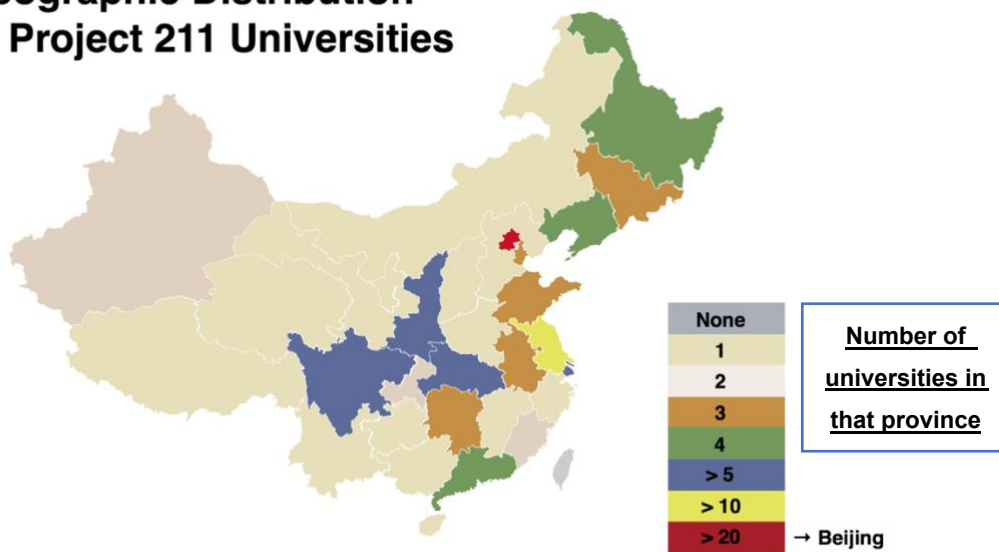 Project 211 Universities
None
1
2
3
4
> 5
> 10
> 20 → Beijing
Number of
universities in
that province